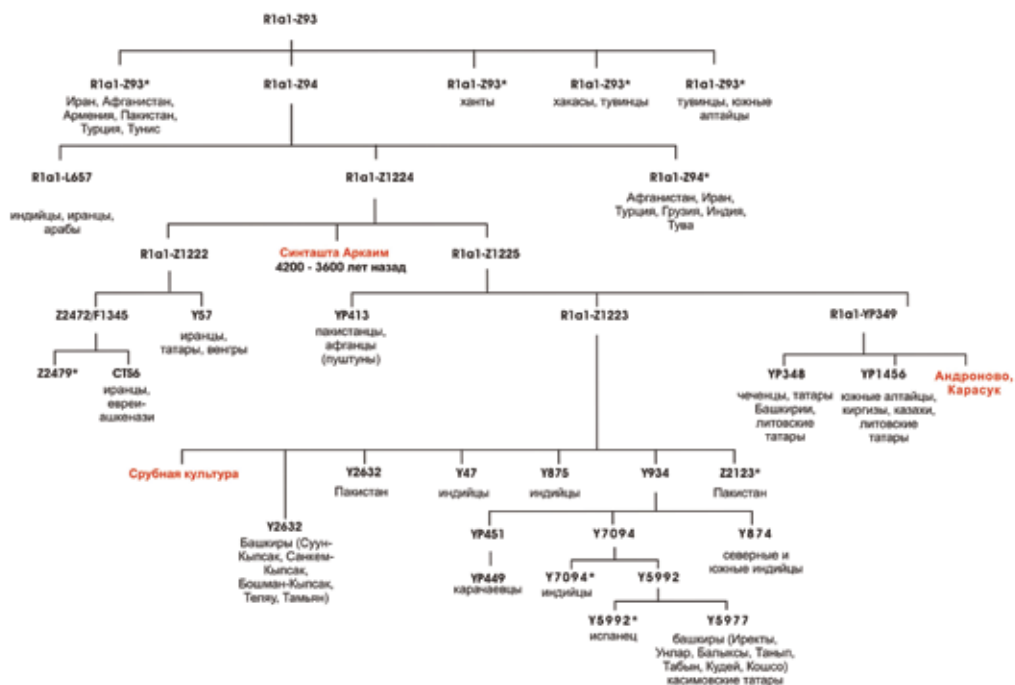 R1a1-Z93
R1a1-Z93*
Иран, Афганистан,
Армения, Пакистан,
Турция, Тунис
R1a1-Z94
R1a1-Z93*
ханты
R1a1-Z93*
хакасы, тувинцы
R1a1-Z93*
тувинцы, южные
алтайцы
R1a1-L657
индийцы, иранцы,
арабы
R1a1-Z1224
R1a1-Z94*
Афганистан, Иран,
Турция, Грузия, Индия,
Тува
R1a1-Z1222
Синташта Аркаим
4200 - 3600 лет назад
R1a1-Z1225
Z2472/F1345
Y57
иранцы,
татары, венгры
YP413
пакистанцы,
афганцы
(пуштуны)
R1a1-Z1223
R1a1-YP349
Z2479*
CTS6
иранцы,
евреи-
ашкенази
YP348
чеченцы, татары
Башкирии,
литовские
татары
YP1456
южные алтайцы,
киргизы, казахи,
литовские
татары
Андроново,
Карасук
Срубная культура
Y2632
Башкиры (Суун-
Кыпсак, Санкем-
Кыпсак,
Бошман-Кыпсак,
Тепяу, Тамьян)
Y2632
Пакистан
Y47
индийцы
Y875
индийцы
Y934
Z2123*
Пакистан
YP451
YP449
карачаевцы
Y7094
Y874
северные и
южные индийцы
Y7094*
индийцы
Y5992
Y5992*
испанец
Y5977
башкиры (Иректы,
Унлар, Балыксы, Танып,
Табын, Кудей, Кошсо)
касимовские татары